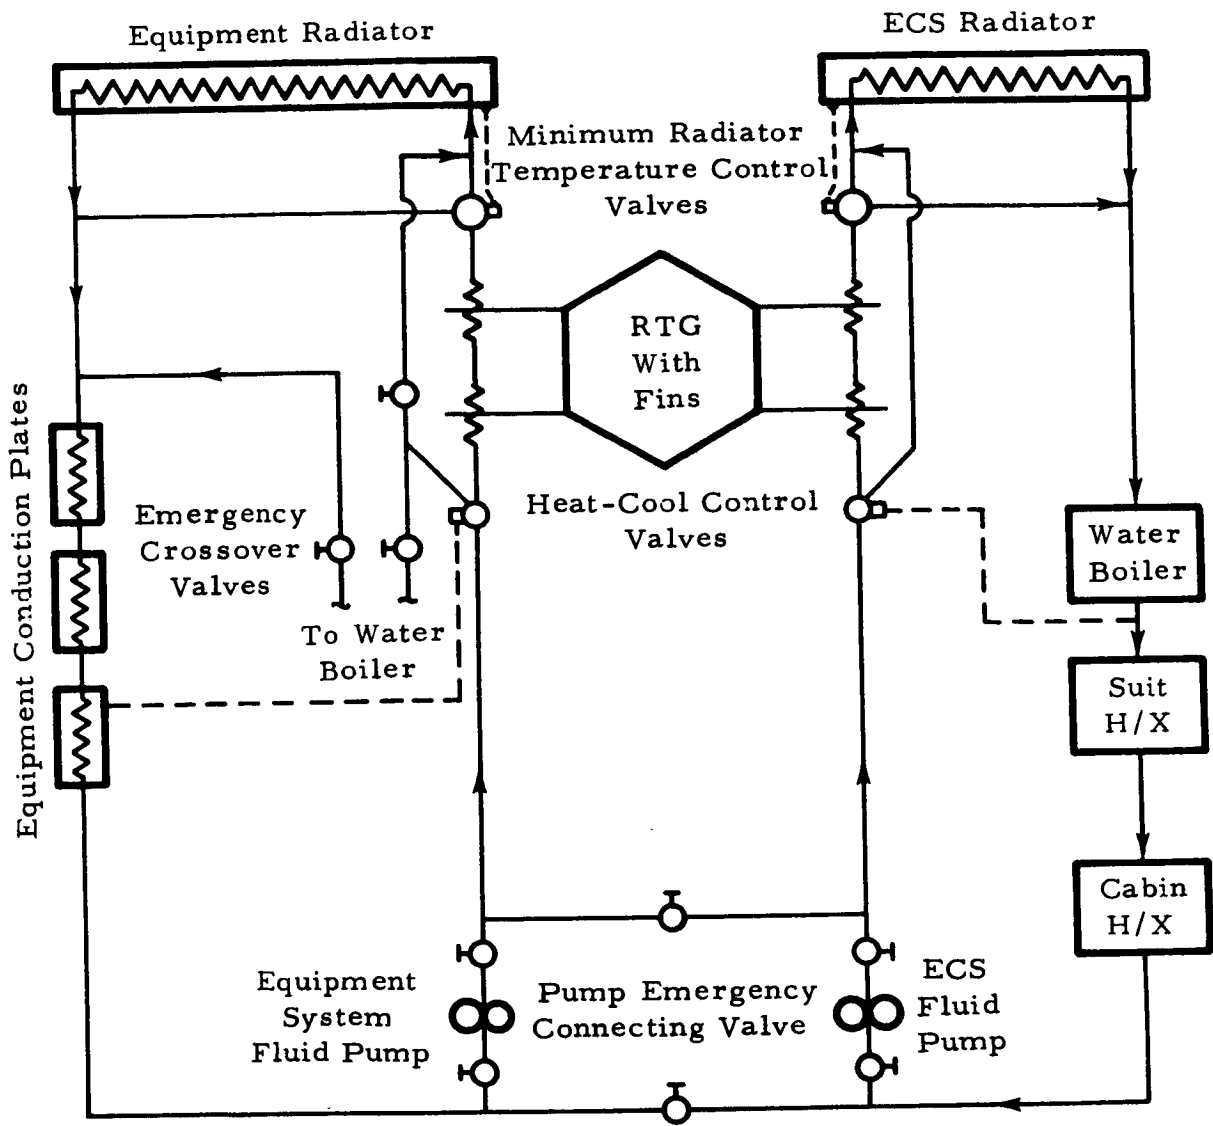 Equipment Radiator
ECS Radiator
Minimum Radiator
Temperature Control
Valves
RTG
With
Fins
Equipment Conduction Plates
Emergency
Crossover
Valves
Heat-Cool Control
Valves
Water
Boiler
To Water
Boiler
Suit
H/X
Cabin
H/X
Equipment
System
Fluid Pump
Pump Emergency
Connecting Valve
ECS
Fluid
Pump